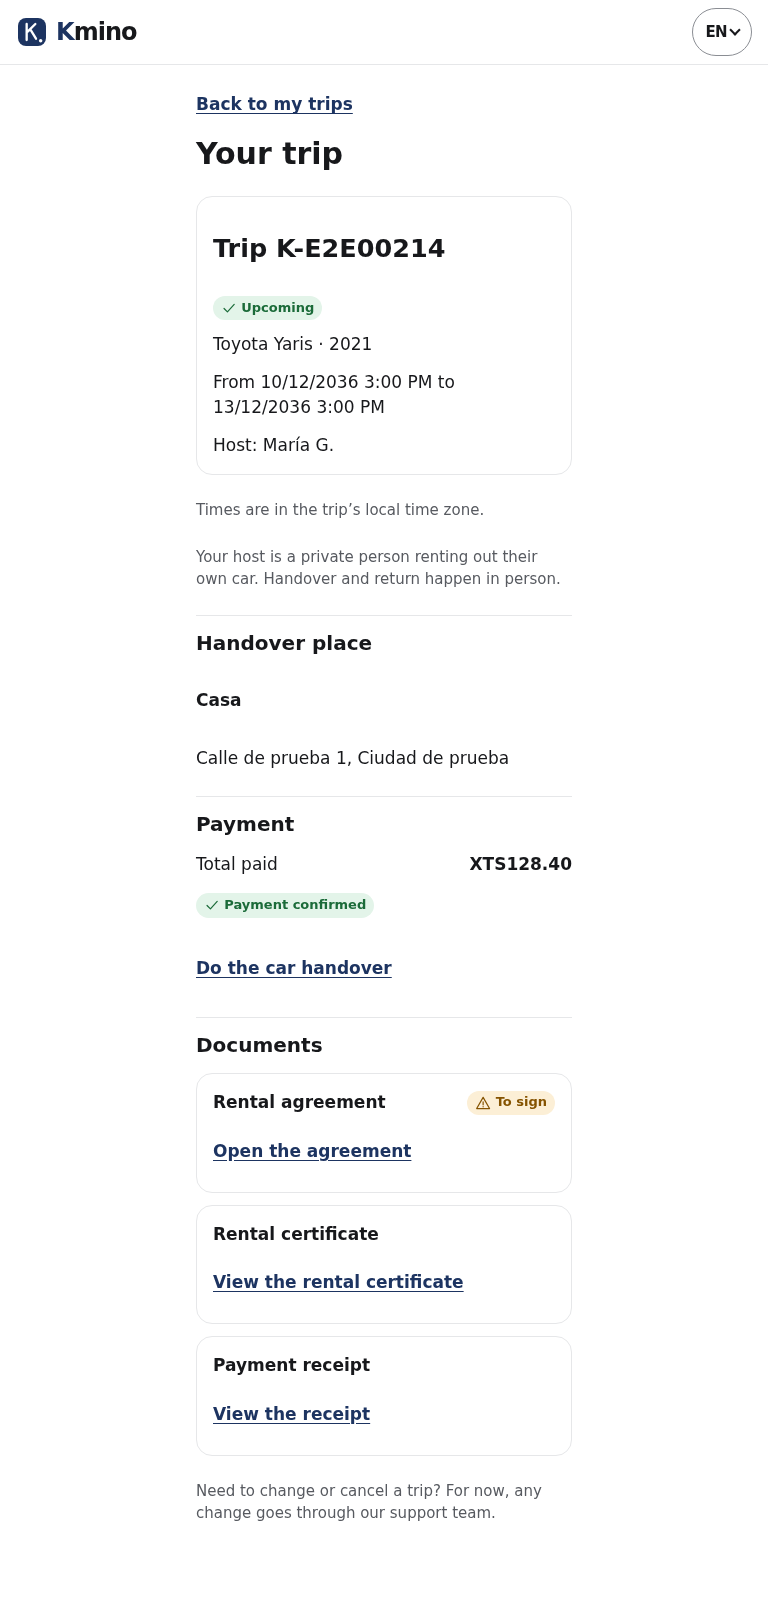 Kmino
EN
Back to my trips
Your trip
Trip K-E2E00214
Upcoming
Toyota Yaris · 2021
From 10/12/2036 3:00 PM to
13/12/2036 3:00 PM
Host: María G.
Times are in the trip’s local time zone.
Your host is a private person renting out their
own car. Handover and return happen in person.
Handover place
Casa
Calle de prueba 1, Ciudad de prueba
Payment
Total paid XTS128.40
Payment confirmed
Do the car handover
Documents
Rental agreement To sign
Open the agreement
Rental certificate
View the rental certificate
Payment receipt
View the receipt
Need to change or cancel a trip? For now, any
change goes through our support team.